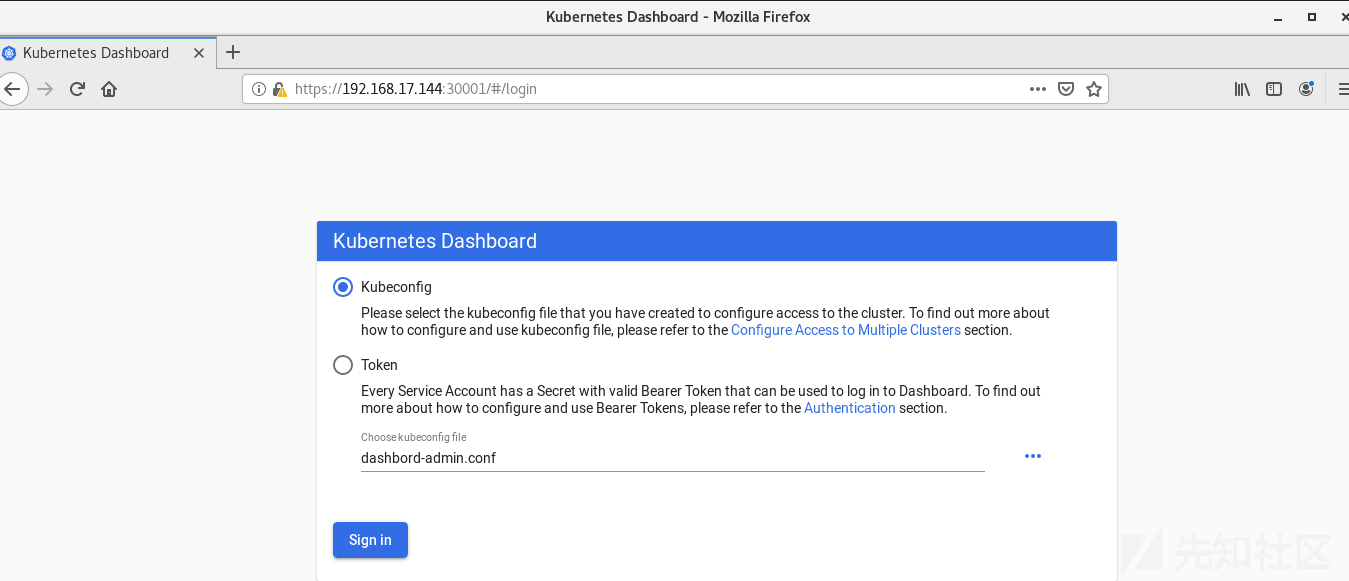 Kubernetes Dashboard - Mozilla Firefox
Kubernetes Dashboard
https://192.168.17.144:30001/#/login
Kubernetes Dashboard
Kubeconfig
Please select the kubeconfig file that you have created to configure access to the cluster. To find out more about
how to configure and use kubeconfig file, please refer to the Configure Access to Multiple Clusters section.
Token
Every Service Account has a Secret with valid Bearer Token that can be used to log in to Dashboard. To find out
more about how to configure and use Bearer Tokens, please refer to the Authentication section.
Choose kubeconfig file
dashbord-admin.conf
Sign in
先知社区